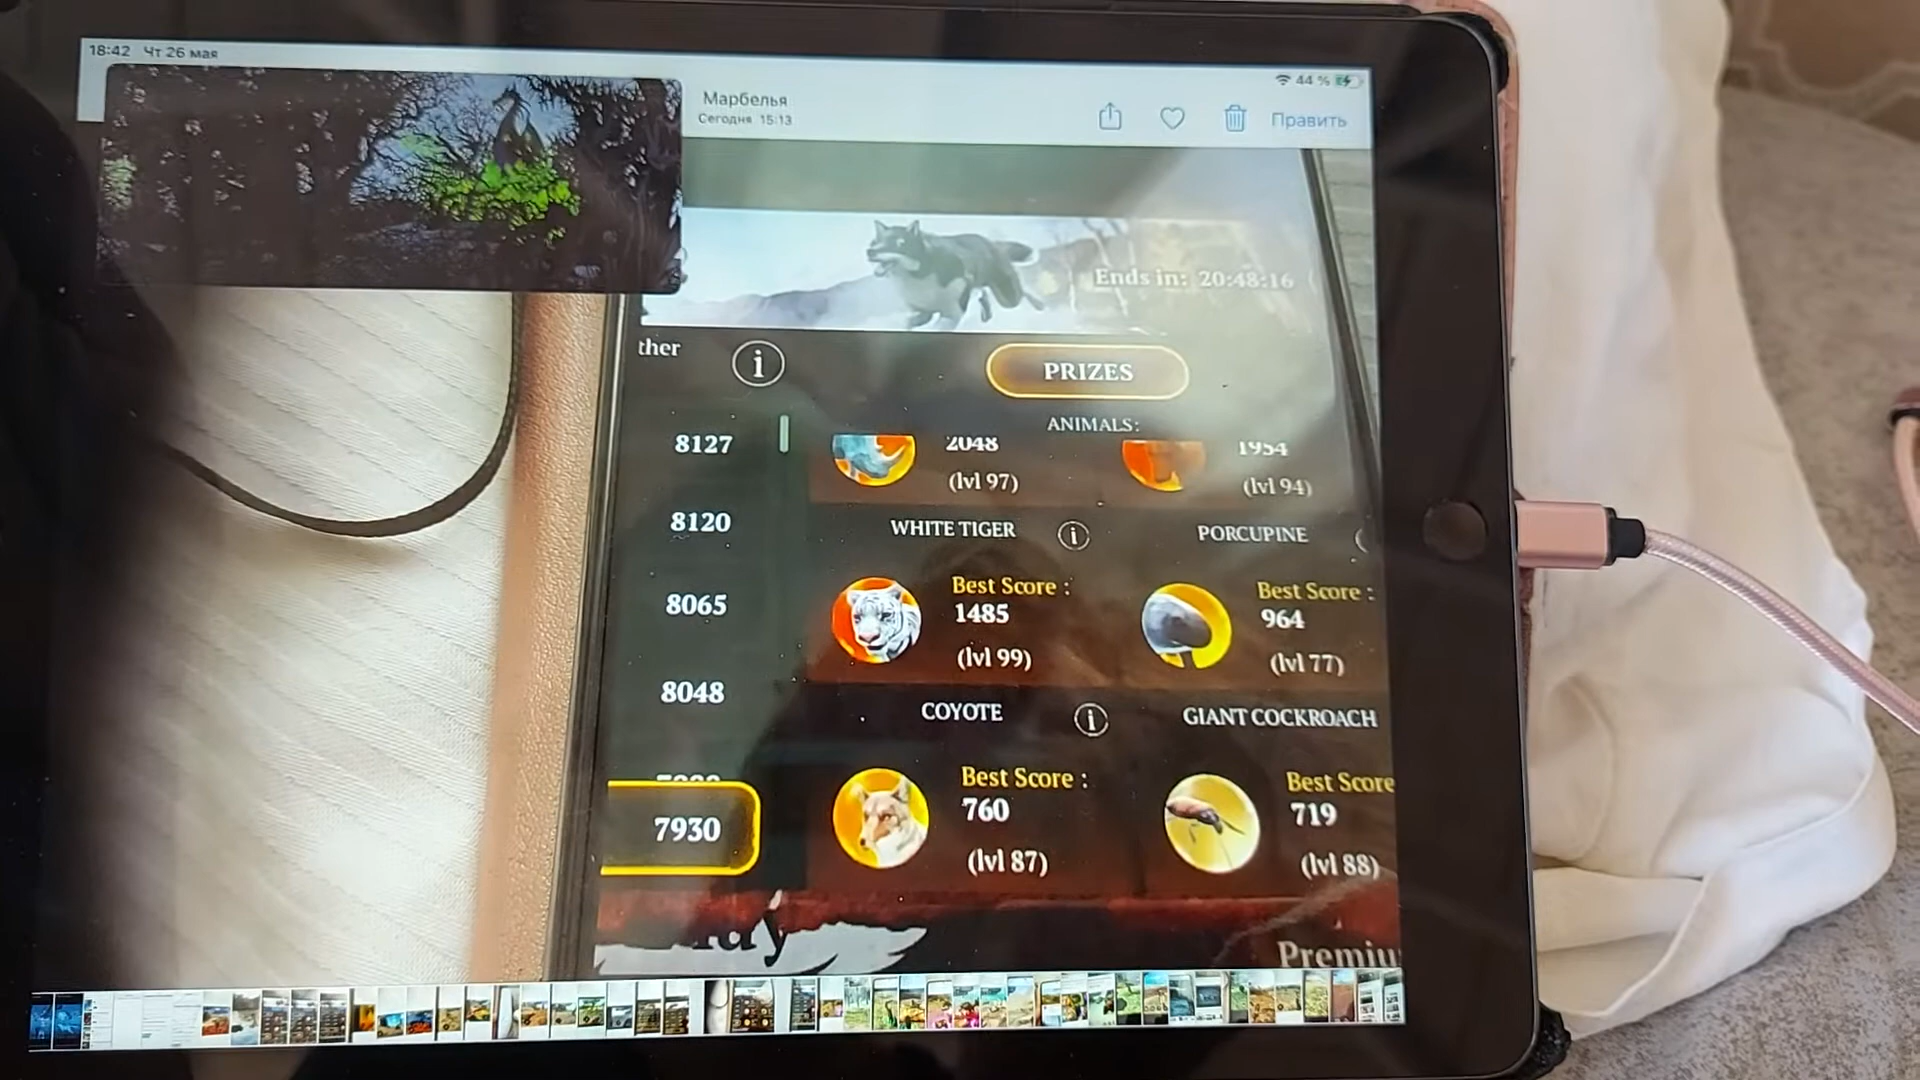 18:42 Чт 26 мая
44 %
Марбелья
Сегодня 15:13
Править
Ends in: 20:48:16
ther
PRIZES
ANIMALS:
8127
2048
1954
(lvl 97)
(lvl 94)
8120
WHITE TIGER
PORCUPINE
8065
Best Score :
1485
(lvl 99)
Best Score :
964
(lvl 77)
8048
COYOTE
GIANT COCKROACH
7930
Best Score :
760
(lvl 87)
Best Score
719
(lvl 88)
Premiu